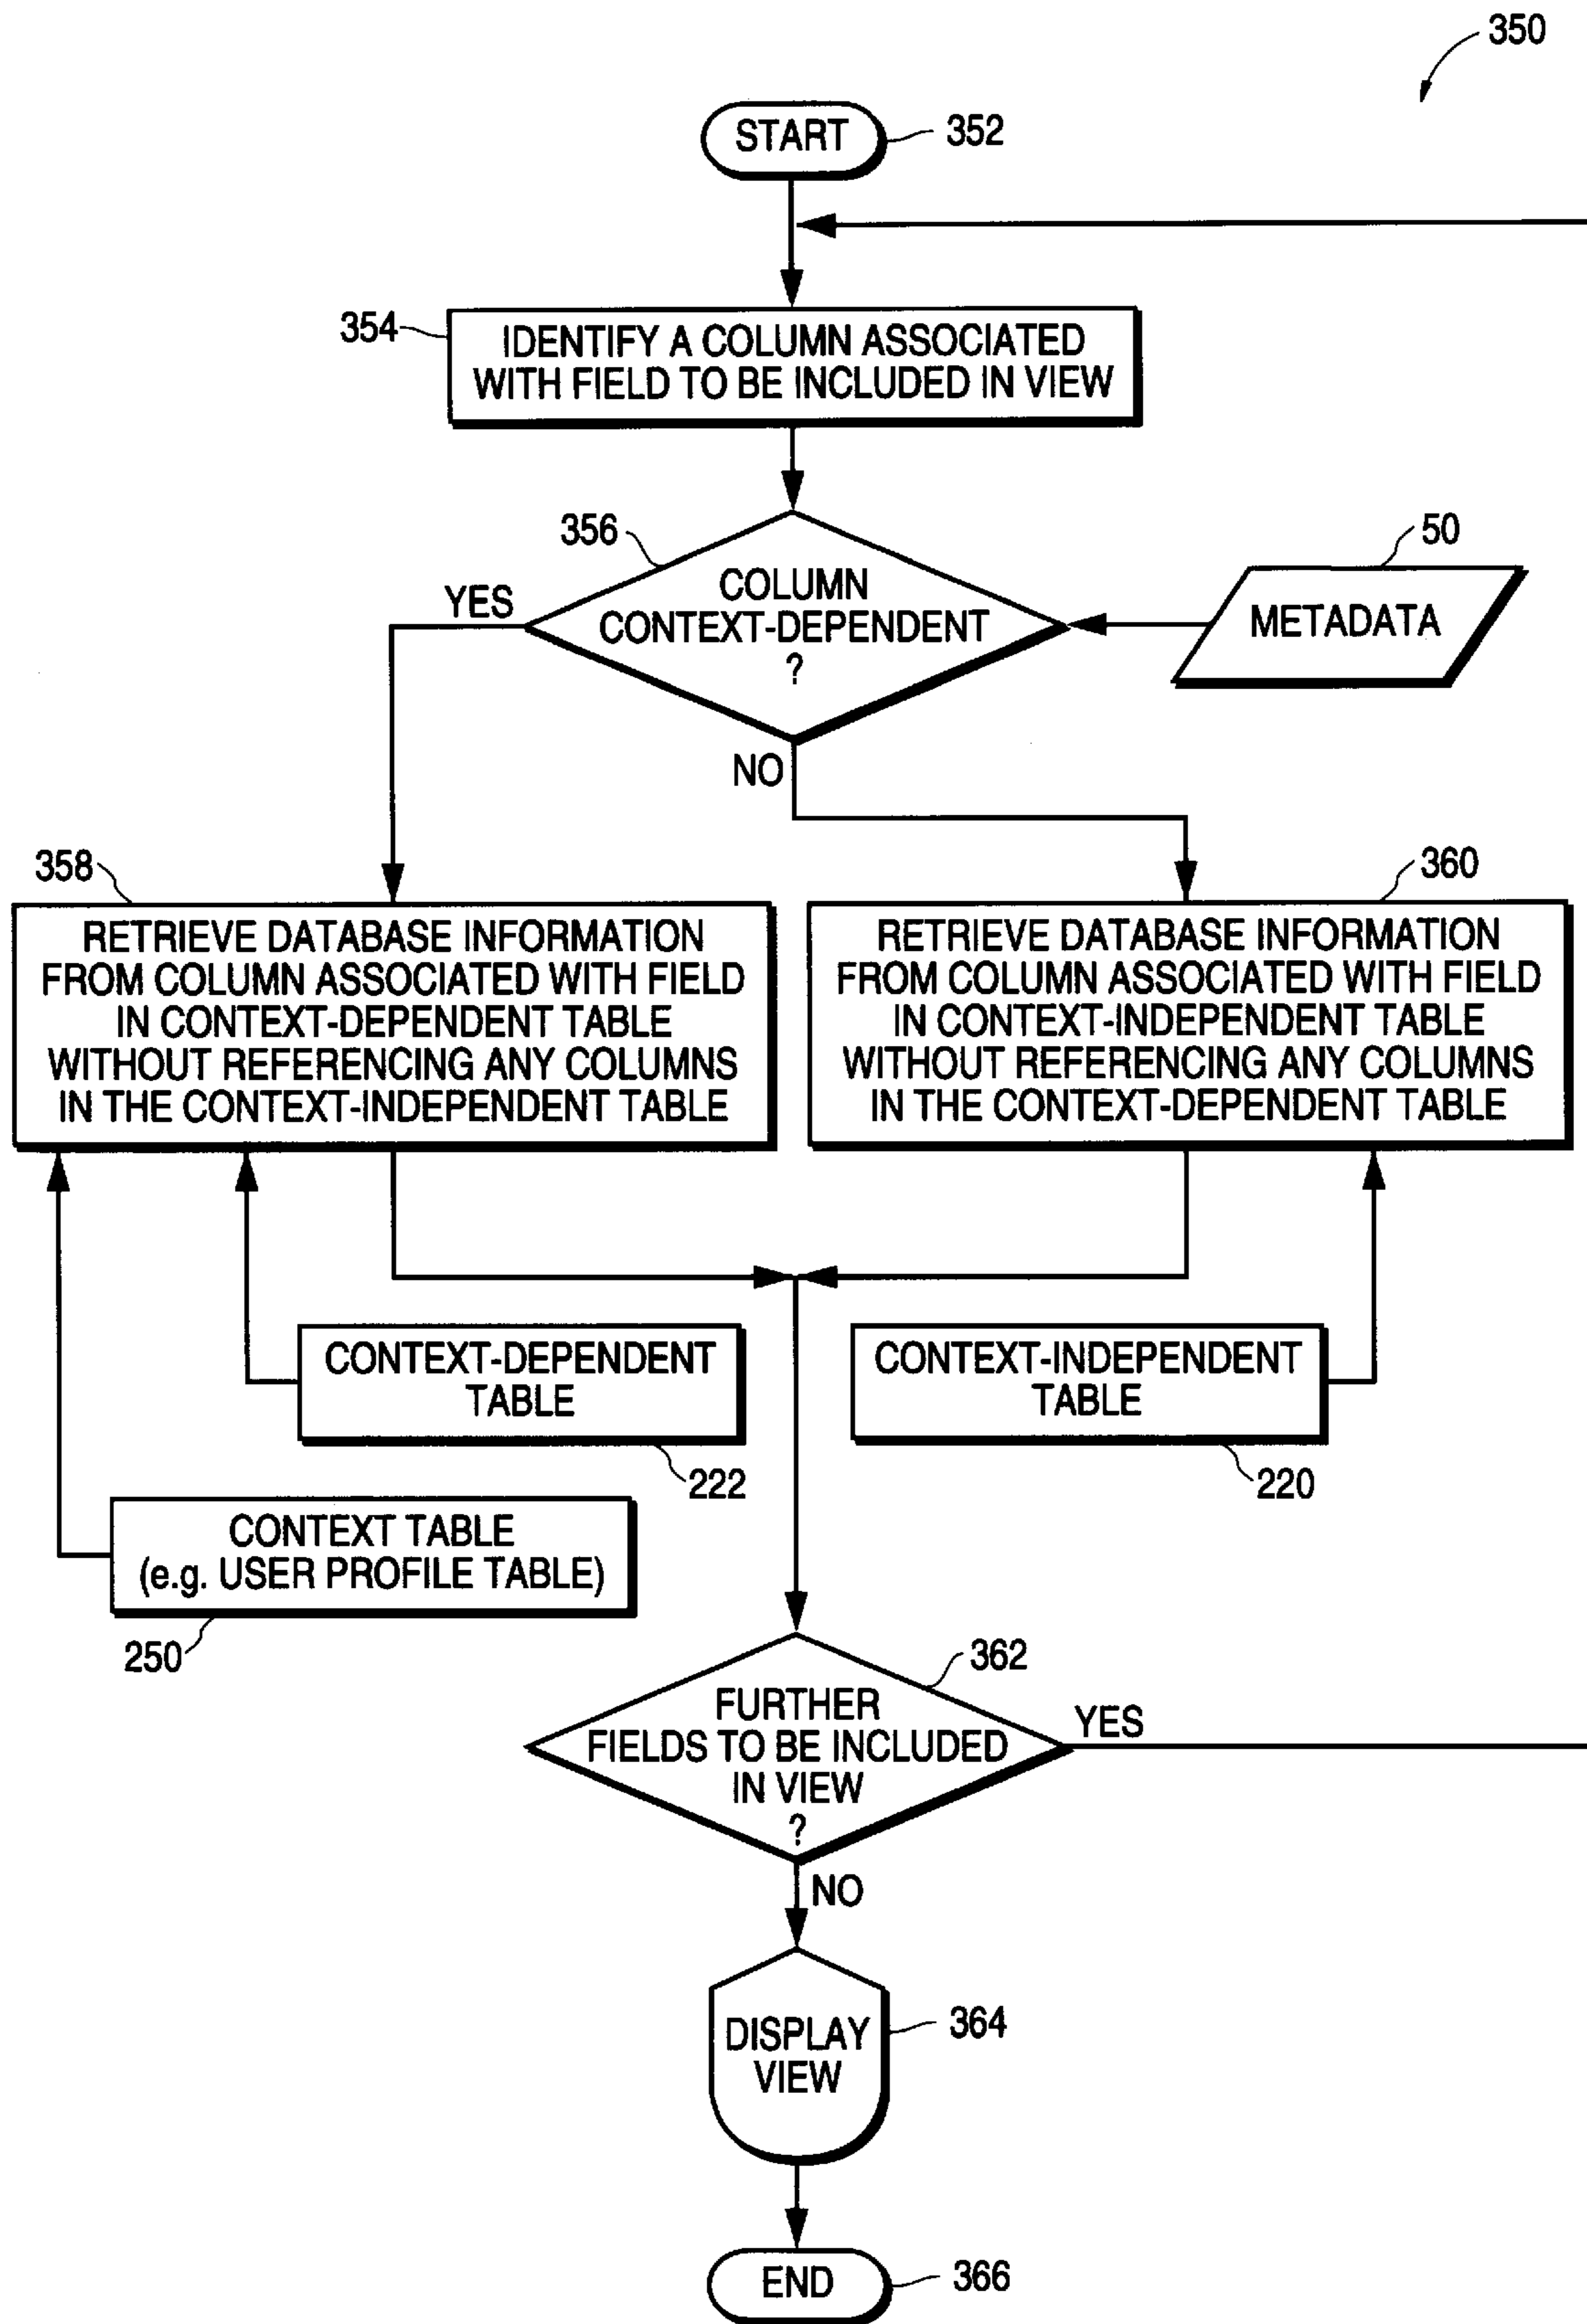 350
START
352
354
IDENTIFY A COLUMN ASSOCIATED
WITH FIELD TO BE INCLUDED IN VIEW
356
50
COLUMN
CONTEXT-DEPENDENT
?
YES
METADATA
NO
358
360
RETRIEVE DATABASE INFORMATION
FROM COLUMN ASSOCIATED WITH FIELD
IN CONTEXT-DEPENDENT TABLE
WITHOUT REFERENCING ANY COLUMNS
IN THE CONTEXT-INDEPENDENT TABLE
RETRIEVE DATABASE INFORMATION
FROM COLUMN ASSOCIATED WITH FIELD
IN CONTEXT-INDEPENDENT TABLE
WITHOUT REFERENCING ANY COLUMNS
IN THE CONTEXT-DEPENDENT TABLE
CONTEXT-DEPENDENT
TABLE
222
CONTEXT-INDEPENDENT
TABLE
220
CONTEXT TABLE
(e.g. USER PROFILE TABLE)
250
362
FURTHER
FIELDS TO BE INCLUDED
IN VIEW
?
YES
NO
DISPLAY
VIEW
364
END
366